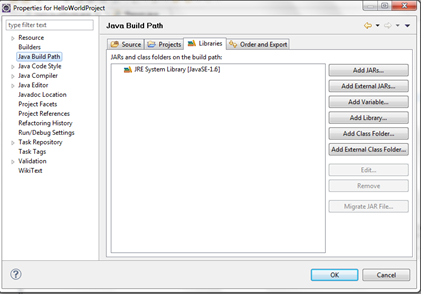 Properties for HelloWorldProject
type filter text
Resource
Builders
Java Build Path
Java Code Style
Java Compiler
Java Editor
Javadoc Location
Project Facets
Project References
Refactoring History
Run/Debug Settings
Task Repository
Task Tags
Validation
WikiText
Java Build Path
Source Projects Libraries Order and Export
JARs and class folders on the build path:
JRE System Library [JavaSE-1.6]
Add JARs...
Add External JARs...
Add Variable...
Add Library...
Add Class Folder...
Add External Class Folder...
Edit...
Remove
Migrate JAR File...
OK Cancel